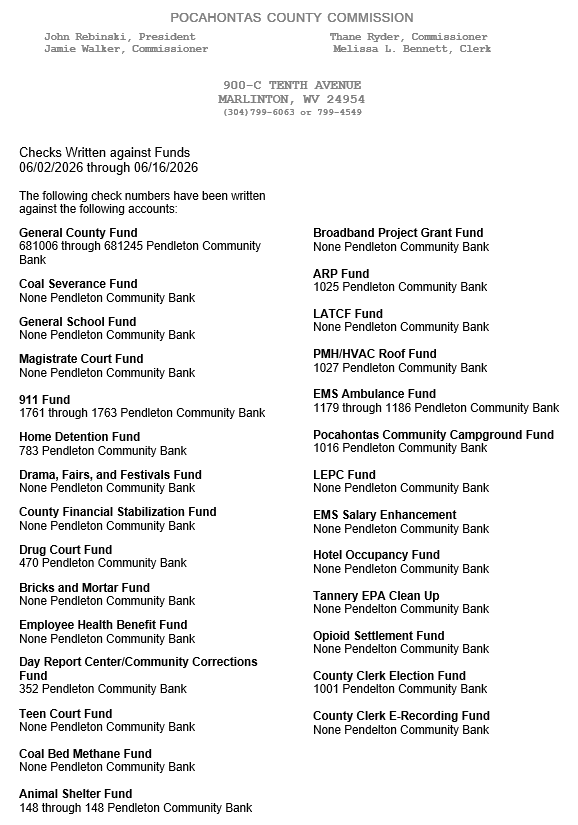 POCAHONTAS COUNTY COMMISSION
John Rebinski, President
Jamie Walker, Commissioner
Thane Ryder, Commissioner
Melissa L. Bennett, Clerk
900-C TENTH AVENUE
MARLINTON, WV 24954
(304)799-6063 or 799-4549
Checks Written against Funds
06/02/2026 through 06/16/2026
The following check numbers have been written
against the following accounts:
General County Fund
681006 through 681245 Pendleton Community
Bank
Coal Severance Fund
None Pendleton Community Bank
General School Fund
None Pendleton Community Bank
Magistrate Court Fund
None Pendleton Community Bank
911 Fund
1761 through 1763 Pendleton Community Bank
Home Detention Fund
783 Pendleton Community Bank
Drama, Fairs, and Festivals Fund
None Pendleton Community Bank
County Financial Stabilization Fund
None Pendleton Community Bank
Drug Court Fund
470 Pendleton Community Bank
Bricks and Mortar Fund
None Pendleton Community Bank
Employee Health Benefit Fund
None Pendleton Community Bank
Day Report Center/Community Corrections
Fund
352 Pendleton Community Bank
Teen Court Fund
None Pendleton Community Bank
Coal Bed Methane Fund
None Pendleton Community Bank
Animal Shelter Fund
148 through 148 Pendleton Community Bank
Broadband Project Grant Fund
None Pendleton Community Bank
ARP Fund
1025 Pendleton Community Bank
LATCF Fund
None Pendleton Community Bank
PMH/HVAC Roof Fund
1027 Pendleton Community Bank
EMS Ambulance Fund
1179 through 1186 Pendleton Community Bank
Pocahontas Community Campground Fund
1016 Pendleton Community Bank
LEPC Fund
None Pendleton Community Bank
EMS Salary Enhancement
None Pendleton Community Bank
Hotel Occupancy Fund
None Pendleton Community Bank
Tannery EPA Clean Up
None Pendelton Community Bank
Opioid Settlement Fund
None Pendelton Community Bank
County Clerk Election Fund
1001 Pendelton Community Bank
County Clerk E-Recording Fund
None Pendelton Community Bank